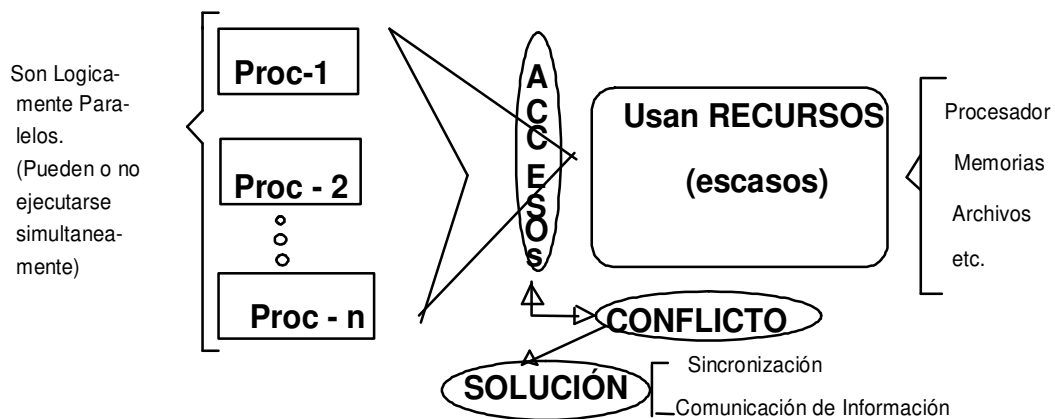 Son Logica-
mente Para-
lelos.
(Pueden o no
ejecutarse
simultanea-
mente)
Proc-1
Proc - 2
Proc - n
ACCESOs
Usan RECURSOS
(escasos)
Procesador
Memorias
Archivos
etc.
CONFLICTO
SOLUCIÓN
Sincronización
Comunicación de Información